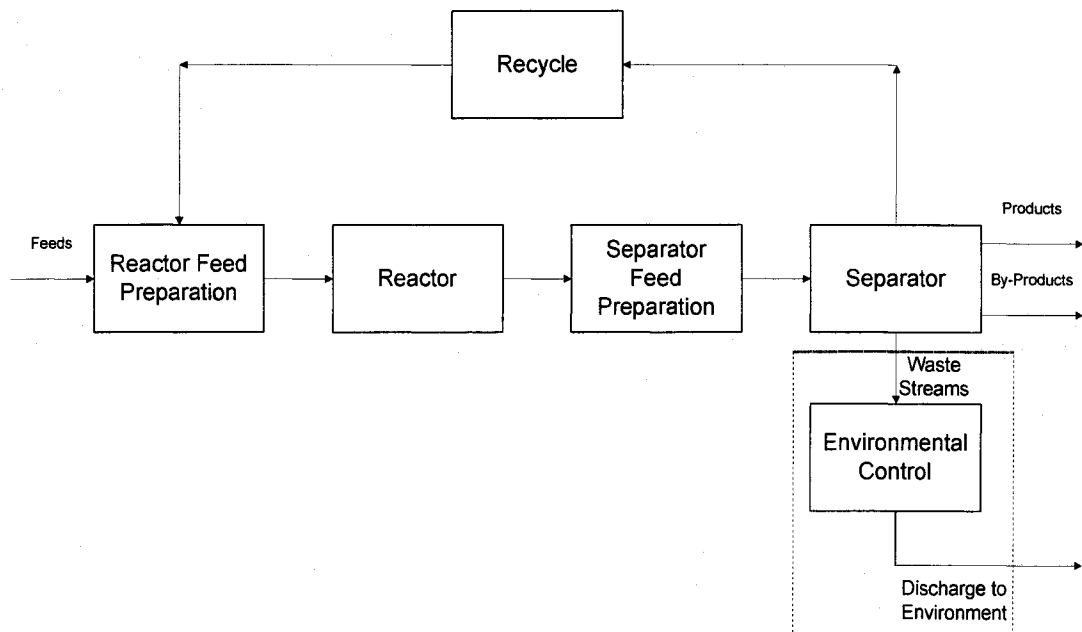 Recycle
Feeds
Reactor Feed
Preparation
Reactor
Separator
Feed
Preparation
Separator
Products
By-Products
Waste
Streams
Environmental
Control
Discharge to
Environment